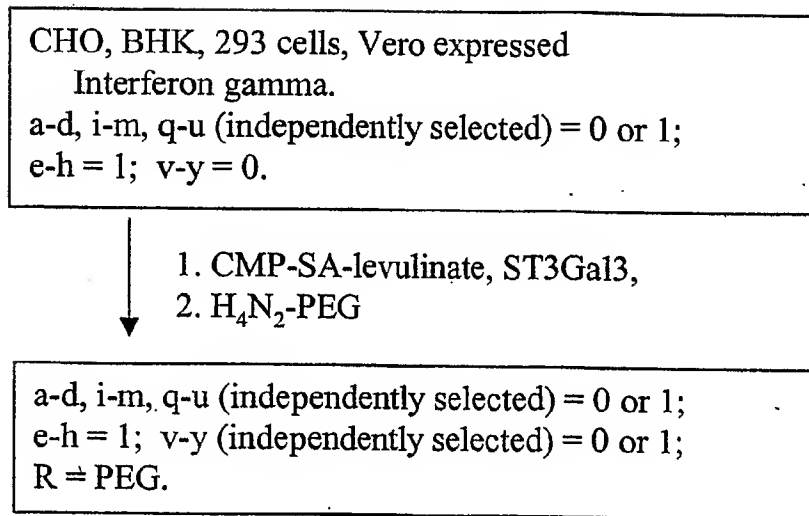 CHO, BHK, 293 cells, Vero expressed
Interferon gamma.
a-d, i-m, q-u (independently selected) = 0 or 1;
e-h = 1; v-y = 0.
1. CMP-SA-levulinate, ST3Gal3,
2. H₄N₂-PEG
a-d, i-m, q-u (independently selected) = 0 or 1;
e-h = 1; v-y (independently selected) = 0 or 1;
R = PEG.